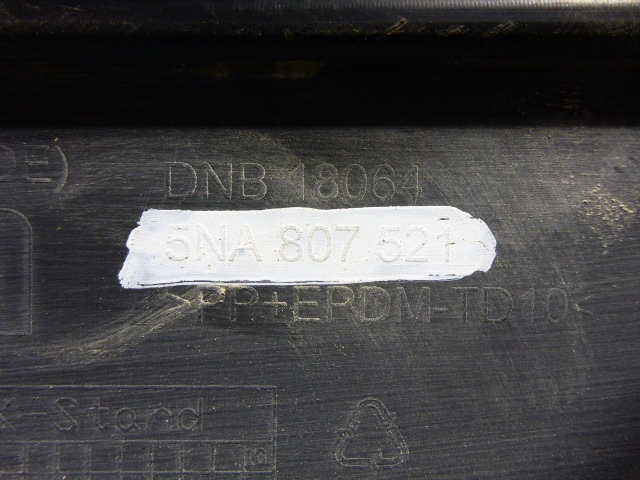 DNB 18064
5NA 807 521
>PP+EPDM-TD10<
K-Stand